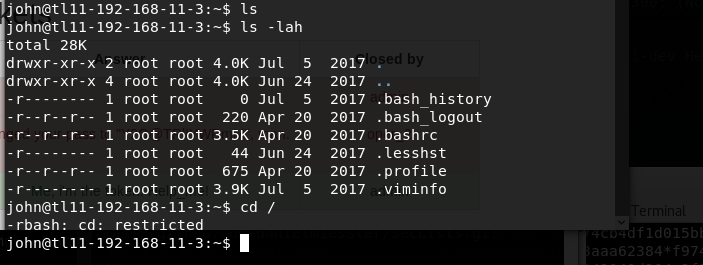 john@tl11-192-168-11-3:~$ ls
john@tl11-192-168-11-3:~$ ls -lah
total 28K
drwxr-xr-x 2 root root 4.0K Jul  5  2017 .
drwxr-xr-x 4 root root 4.0K Jun 24  2017 ..
-r-------- 1 root root    0 Jul  5  2017 .bash_history
-r--r--r-- 1 root root  220 Apr 20  2017 .bash_logout
-r--r--r-- 1 root root 3.5K Apr 20  2017 .bashrc
-r-------- 1 root root   44 Jun 24  2017 .lesshst
-r--r--r-- 1 root root  675 Apr 20  2017 .profile
-r-------- 1 root root 3.9K Jul  5  2017 .viminfo
john@tl11-192-168-11-3:~$ cd /
-rbash: cd: restricted
john@tl11-192-168-11-3:~$
Answer
Closed by
Terminal